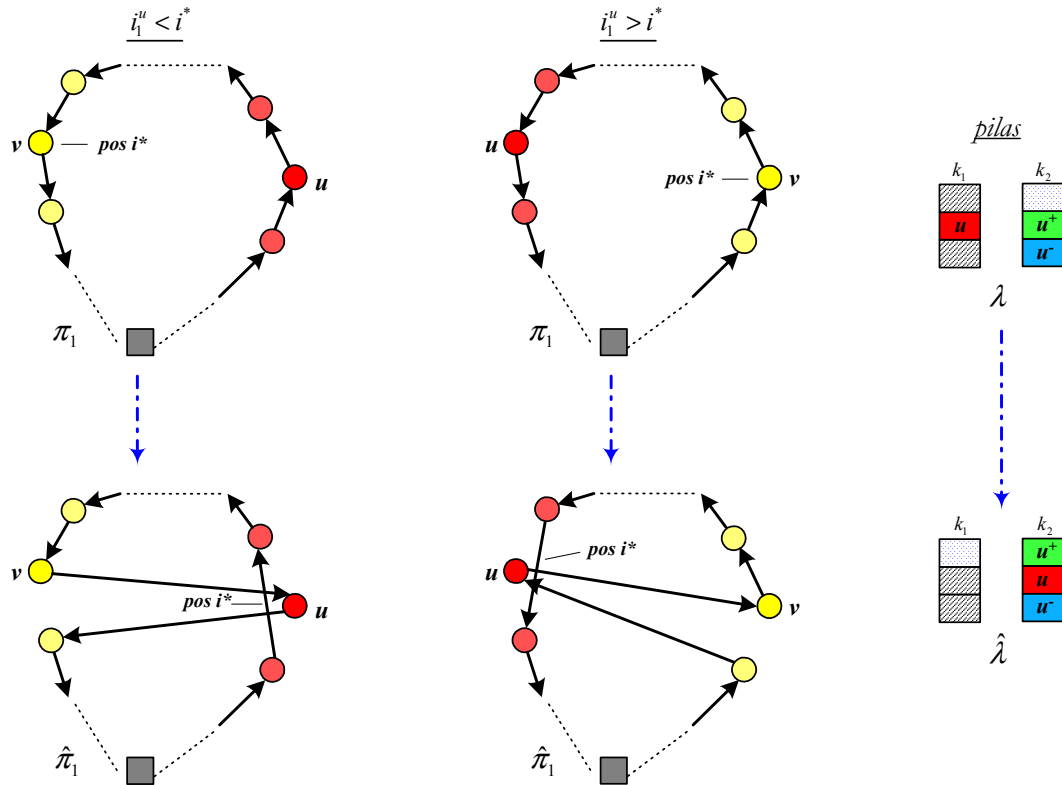 i₁ᵘ < i*
i₁ᵘ > i*
v
pos i*
u
π₁
u
pos i*
v
π₁
pilas
k₁ k₂
u u⁺
u⁻
λ
v
pos i*
u
π̂₁
u
pos i*
v
π̂₁
k₁ k₂
u⁺
u
u⁻
λ̂